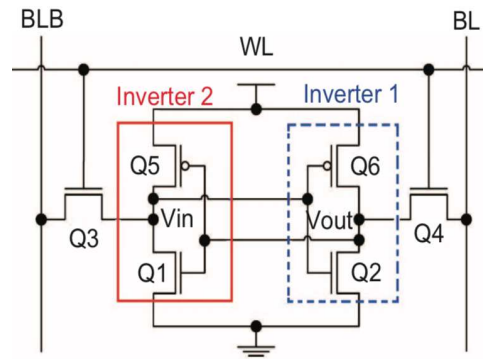 BLB
BL
WL
Inverter 2
Inverter 1
Q5
Q6
Vin
Vout
Q3
Q4
Q1
Q2